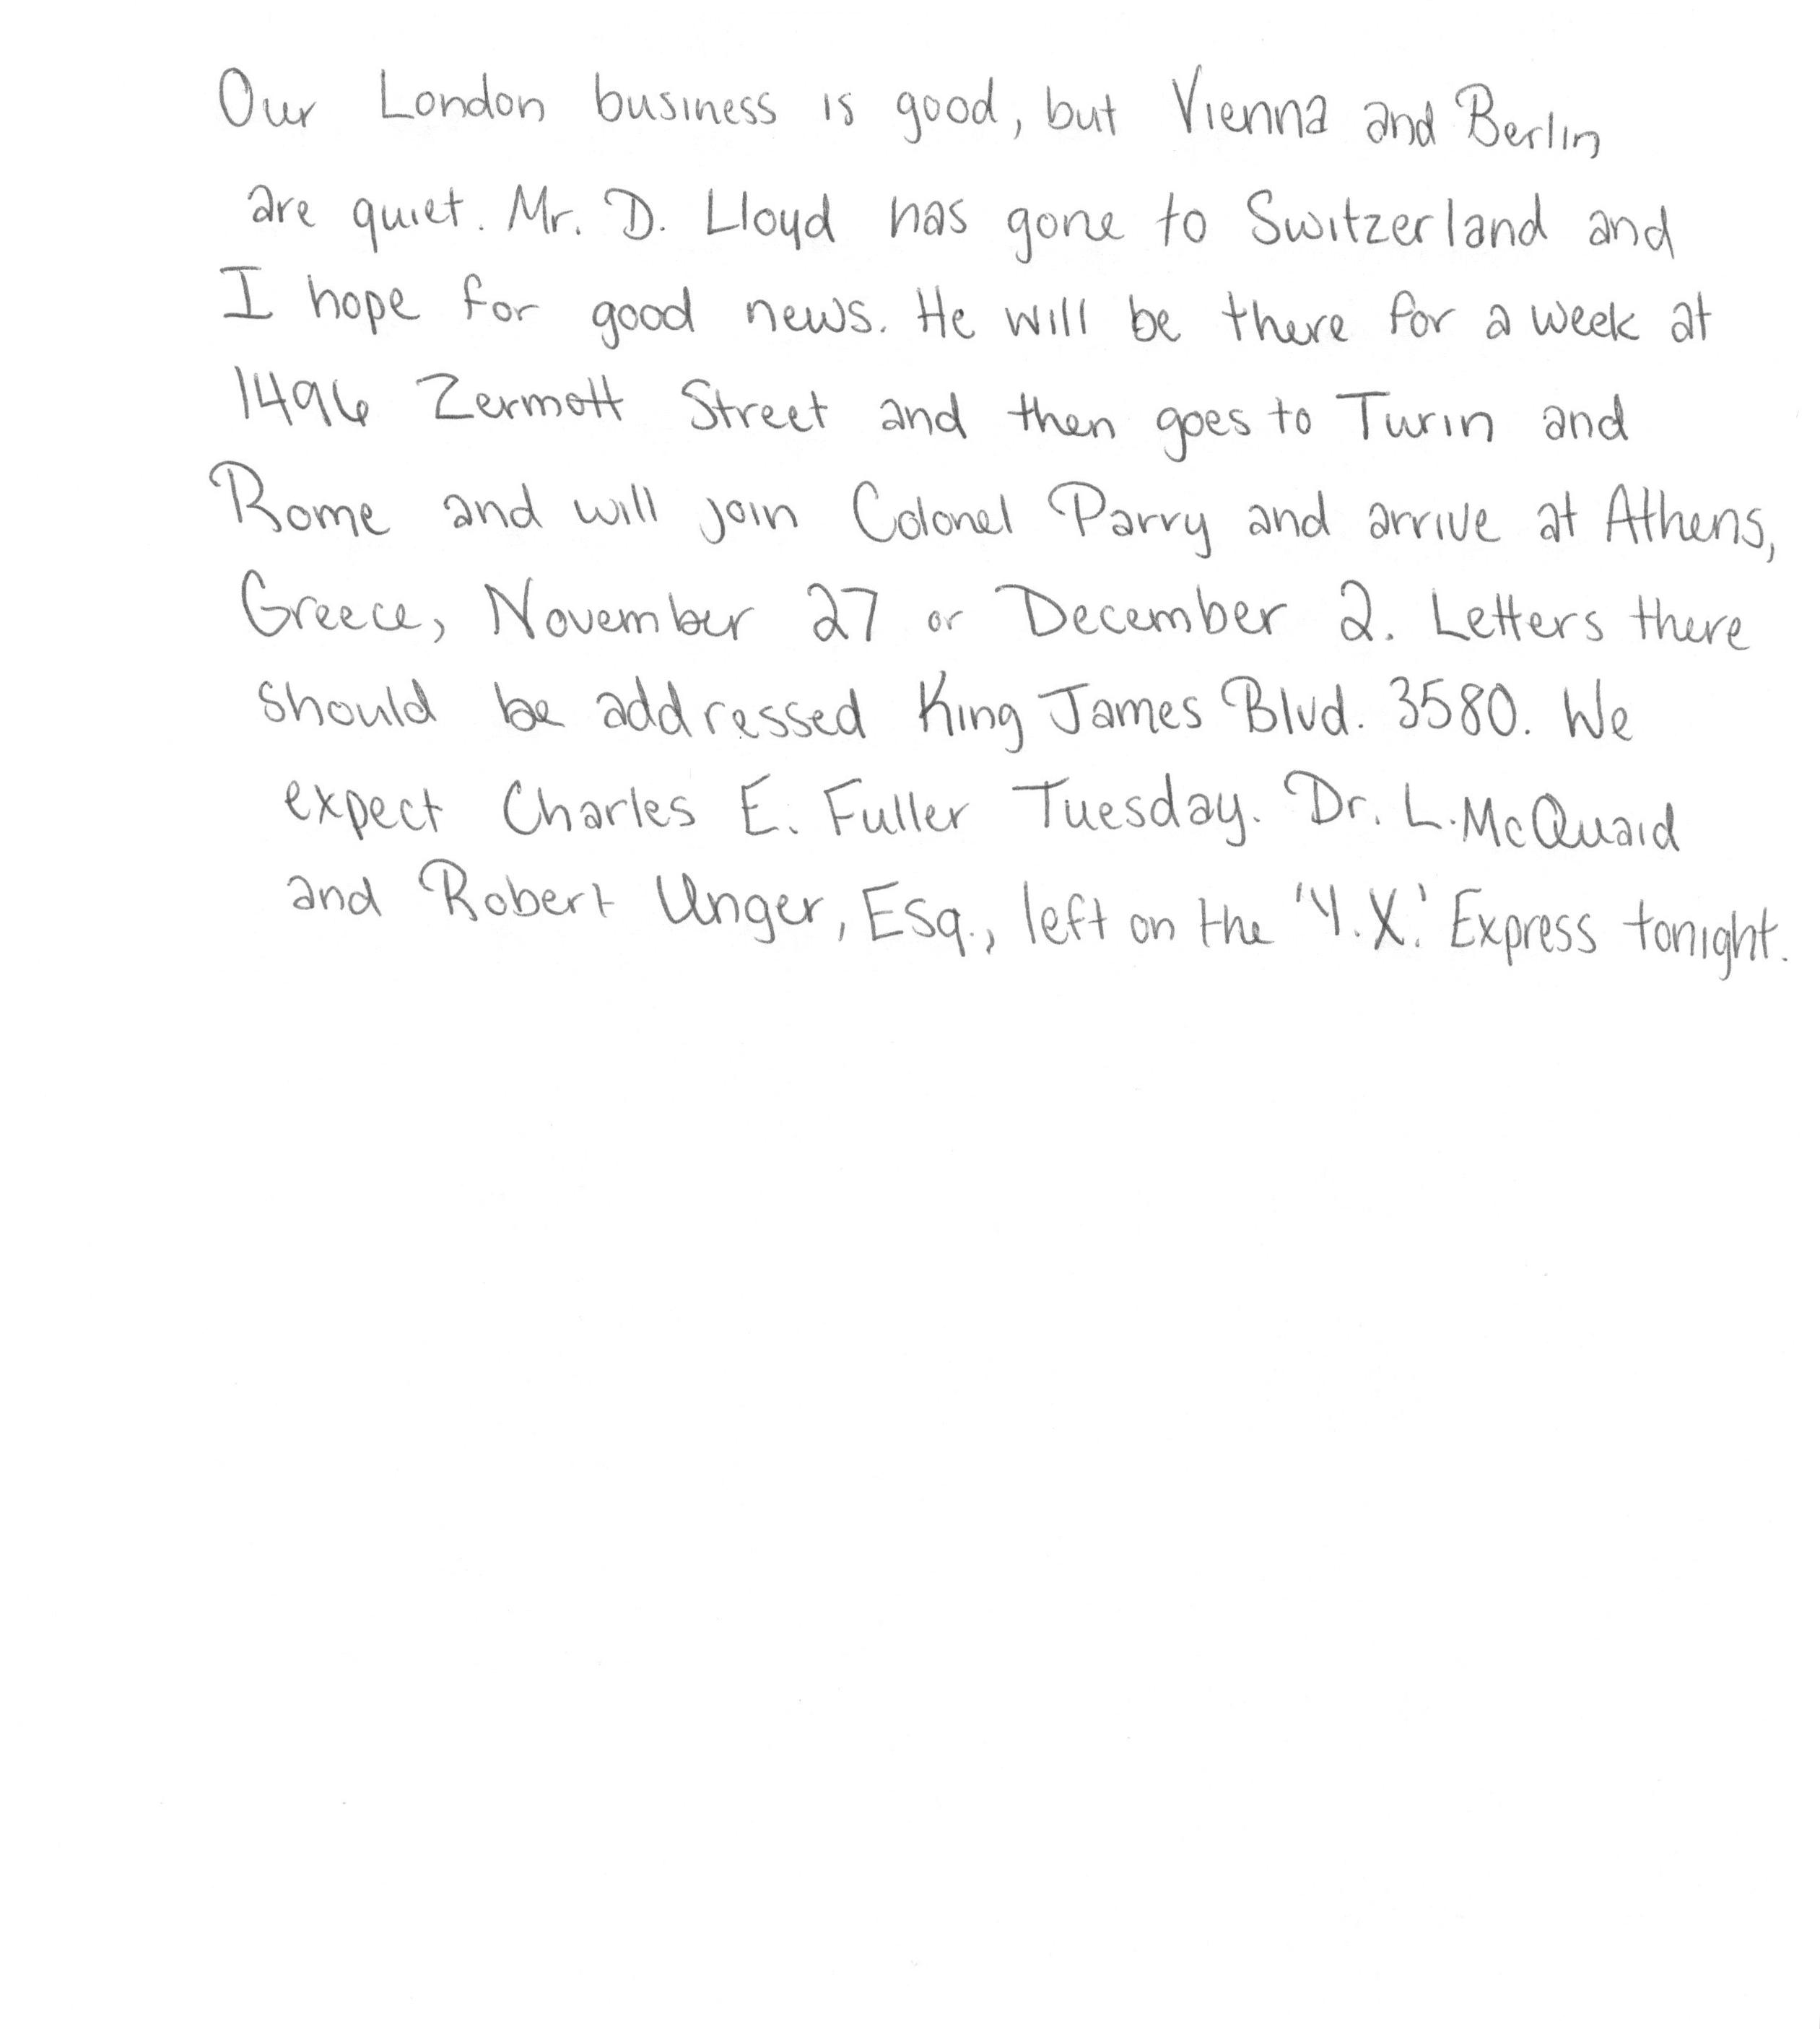 Our London business is good, but Vienna and Berlin
are quiet. Mr. D. Lloyd has gone to Switzerland and
I hope for good news. He will be there for a week at
1496 Zermott Street and then goes to Turin and
Rome and will join Colonel Parry and arrive at Athens,
Greece, November 27 or December 2. Letters there
should be addressed King James Blvd. 3580. We
expect Charles E. Fuller Tuesday. Dr. L. McQuaid
and Robert Unger, Esq., left on the 'Y.X.' Express tonight.